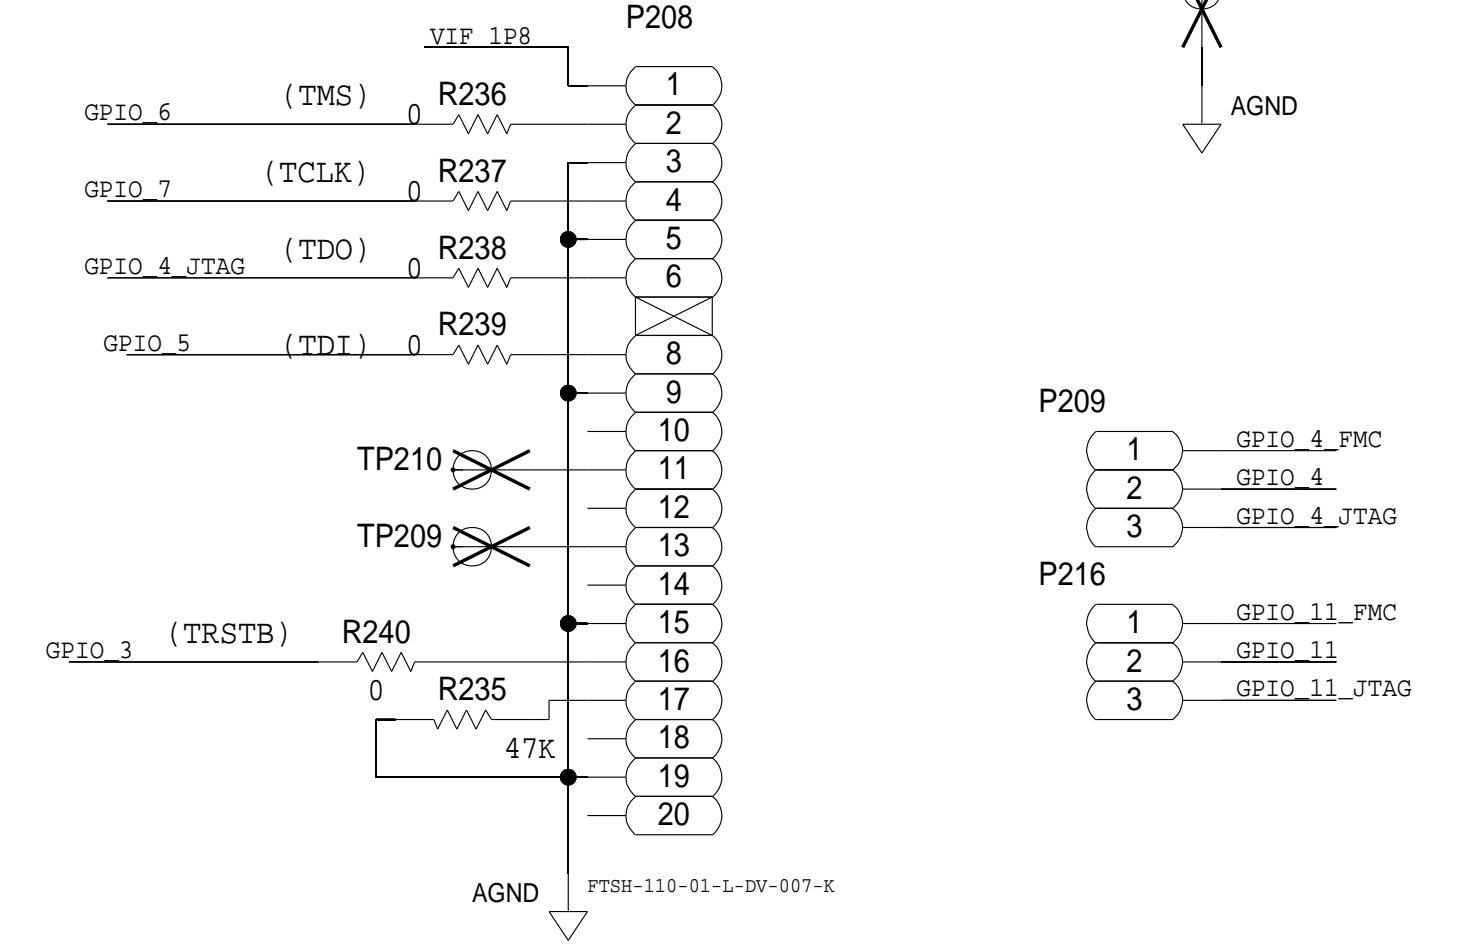 P208
VIF_1P8
1
GPIO_6 (TMS) 0 R236
2
3
GPIO_7 (TCLK) 0 R237
4
5
GPIO_4_JTAG (TDO) 0 R238
6
GPIO_5 (TDI) 0 R239
8
9
10
TP210
11
12
TP209
13
14
15
GPIO_3 (TRSTB) R240
0
16
R235
47K
17
18
19
20
AGND
FTSH-110-01-L-DV-007-K
AGND
P209
1 GPIO_4_FMC
2 GPIO_4
3 GPIO_4_JTAG
P216
1 GPIO_11_FMC
2 GPIO_11
3 GPIO_11_JTAG